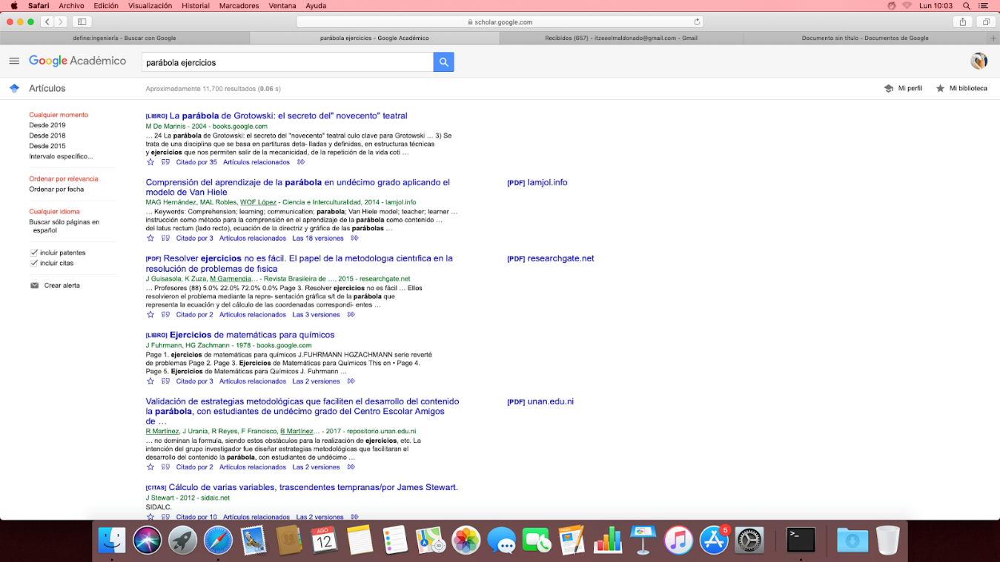 Safari Archivo Edición Visualización Historial Marcadores Ventana Ayuda Lun 10:03
scholar.google.com
define:ingeniería - Buscar con Google parábola ejercicios - Google Académico Recibidos (657) - itzeeelmaldonado@gmail.com - Gmail Documento sin título - Documentos de Google
Google Académico parábola ejercicios
Artículos Aproximadamente 11,700 resultados (0.06 s) Mi perfil Mi biblioteca
Cualquier momento
Desde 2019
Desde 2018
Desde 2015
Intervalo específico...
Ordenar por relevancia
Ordenar por fecha
Cualquier idioma
Buscar sólo páginas en
español
incluir patentes
incluir citas
Crear alerta
[LIBRO] La parábola de Grotowski: el secreto del" novecento" teatral
M De Marinis - 2004 - books.google.com
... 24 La parábola de Grotowski: el secreto del "novecento" teatral culo clave para Grotowski ... 3) Se
trata de una disciplina que se basa en partituras deta- lladas y definidas, en estructuras técnicas
y ejercicios que nos permiten salir de la mecanicidad, de la repetición de la vida coti ...
Citado por 35 Artículos relacionados
Comprensión del aprendizaje de la parábola en undécimo grado aplicando el
modelo de Van Hiele
[PDF] lamjol.info
MAG Hernández, MAL Robles, WOF López - Ciencia e Interculturalidad, 2014 - lamjol.info
... Keywords: Comprehension; learning; communication; parabola; Van Hiele model; teacher; learner ...
instrucción como método para la comprensión en el aprendizaje de la parábola como contenido ...
del latus rectum (lado recto), ecuación de la directriz y gráfica de las parábolas ...
Citado por 3 Artículos relacionados Las 18 versiones
[PDF] Resolver ejercicios no es fácil. El papel de la metodologıa cientıfica en la
resolución de problemas de fısica
[PDF] researchgate.net
J Guisasola, K Zuza, M Garmendia... - Revista Brasileira de ..., 2015 - researchgate.net
... Profesores (88) 5.0% 22.0% 72.0% 0.0% Page 3. Resolver ejercicios no es fácil ... Ellos
resolvieron el problema mediante la repre- sentación gráfica s/t de la parábola que
representa la ecuación y del cálculo de las coordenadas correspondi- entes ...
Citado por 2 Artículos relacionados Las 3 versiones
[LIBRO] Ejercicios de matemáticas para químicos
J Fuhrmann, HG Zachmann - 1978 - books.google.com
Page 1. ejercicios de matemáticas para químicos J.FUHRMANN HGZACHMANN serie reverté
de problemas Page 2. Page 3. Ejercicios de Matemáticas para Químicos This on • Page 4.
Page 5. Ejercicios de Matemáticas para Químicos J. Fuhrmann ...
Citado por 3 Artículos relacionados Las 2 versiones
Validación de estrategias metodológicas que faciliten el desarrollo del contenido
la parábola, con estudiantes de undécimo grado del Centro Escolar Amigos
de ...
[PDF] unan.edu.ni
R Martínez, J Urania, R Reyes, F Francisco, B Martínez... - 2017 - repositorio.unan.edu.ni
... no dominan la formula, siendo estos obstáculos para la realización de ejercicios, etc. La
intención del grupo investigador fue diseñar estrategias metodológicas que facilitaran el
desarrollo del contenido la parábola, con estudiantes de undécimo ...
Citado por 2 Artículos relacionados Las 2 versiones
[CITAS] Cálculo de varias variables, trascendentes tempranas/por James Stewart.
J Stewart - 2012 - sidalc.net
SIDALC.
Citado por 10 Artículos relacionados Las 2 versiones
AGO
12
5